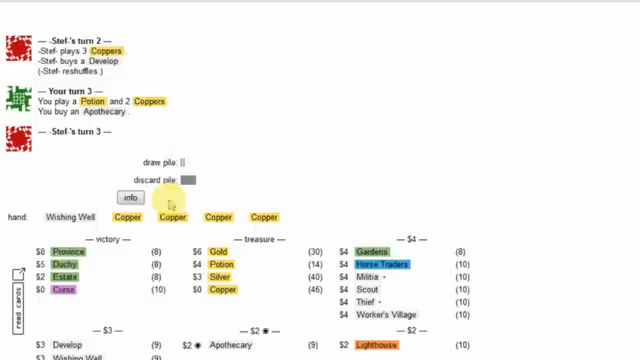 — -Stef-'s turn 2 —
-Stef- plays 3 Coppers.
-Stef- buys a Develop.
(-Stef- reshuffles.)
— Your turn 3 —
You play a Potion and 2 Coppers.
You buy an Apothecary.
— -Stef-'s turn 3 —
draw pile: ||
discard pile:
info
hand: Wishing Well Copper Copper Copper Copper
— victory — — treasure — — $4 —
$8 Province (8) $6 Gold (30) $4 Gardens (8)
$5 Duchy (8) $4 Potion (14) $4 Horse Traders (10)
$2 Estate (8) $3 Silver (40) $4 Militia (10)
$0 Curse (10) $0 Copper (46) $4 Scout (10)
$4 Thief (10)
$4 Worker's Village (10)
read cards
— $3 — — $2 — — $2 —
$3 Develop (9) $2 Apothecary (9) $2 Lighthouse (10)
$3 Wishing Well (9)